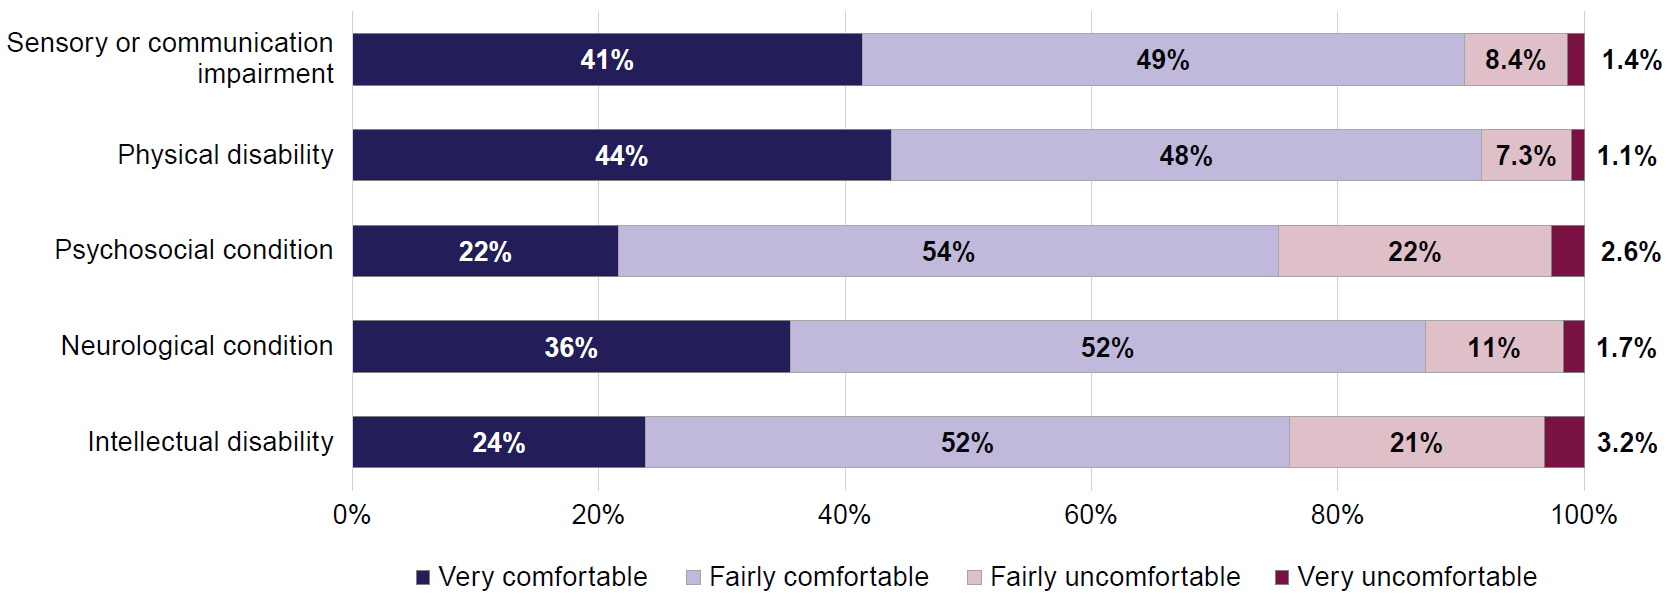 Sensory or communication
impairment
41% 49% 8.4% 1.4%
Physical disability 44% 48% 7.3% 1.1%
Psychosocial condition 22% 54% 22% 2.6%
Neurological condition 36% 52% 11% 1.7%
Intellectual disability 24% 52% 21% 3.2%
0% 20% 40% 60% 80% 100%
Very comfortable Fairly comfortable Fairly uncomfortable Very uncomfortable